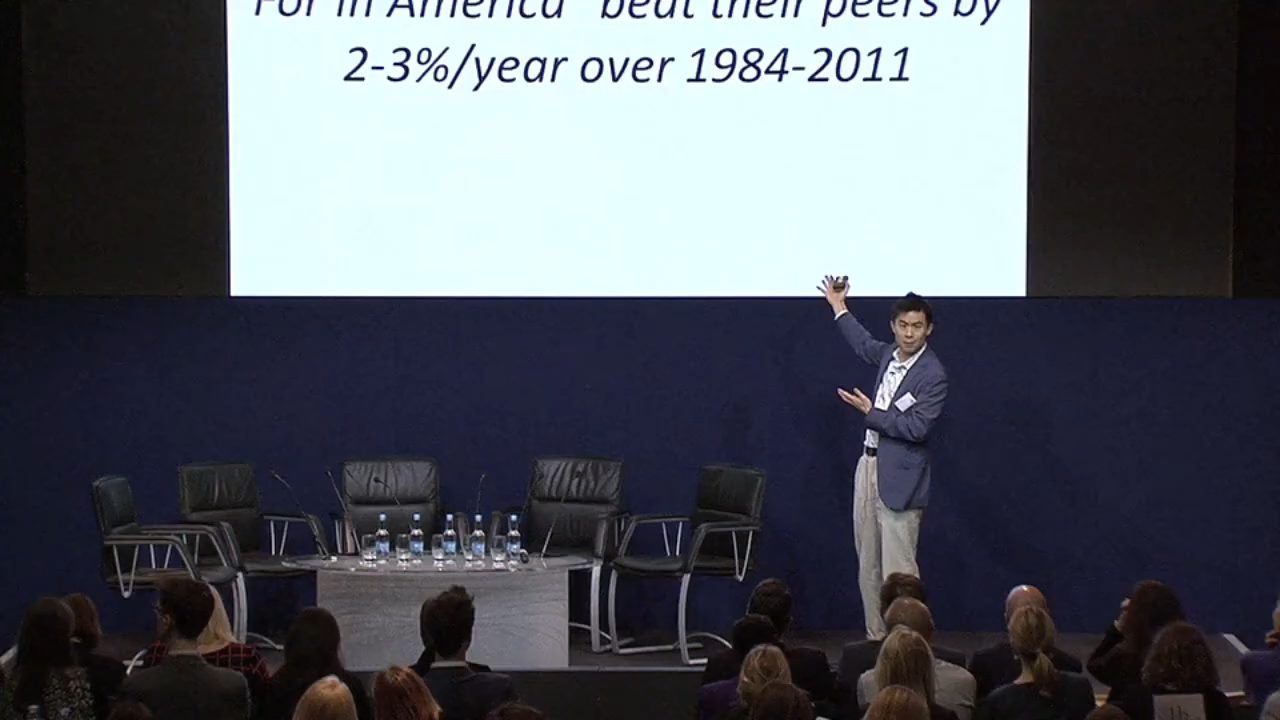 For in America" beat their peers by
2-3%/year over 1984-2011